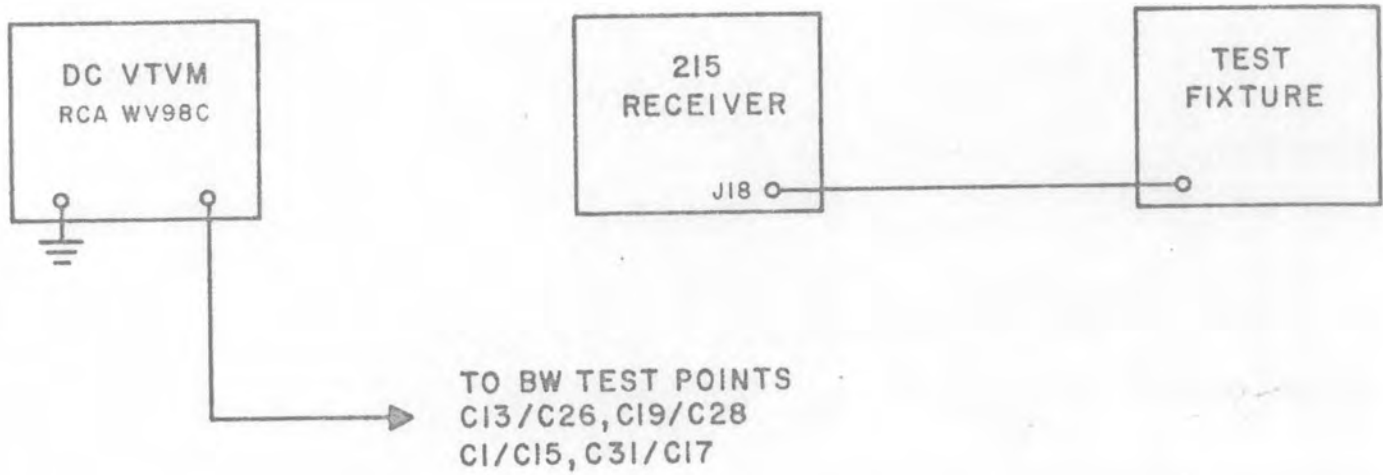 DC VTVM
RCA WV98C
215
RECEIVER
J18
TEST
FIXTURE
TO BW TEST POINTS
C13/C26, C19/C28
C1/C15, C31/C17